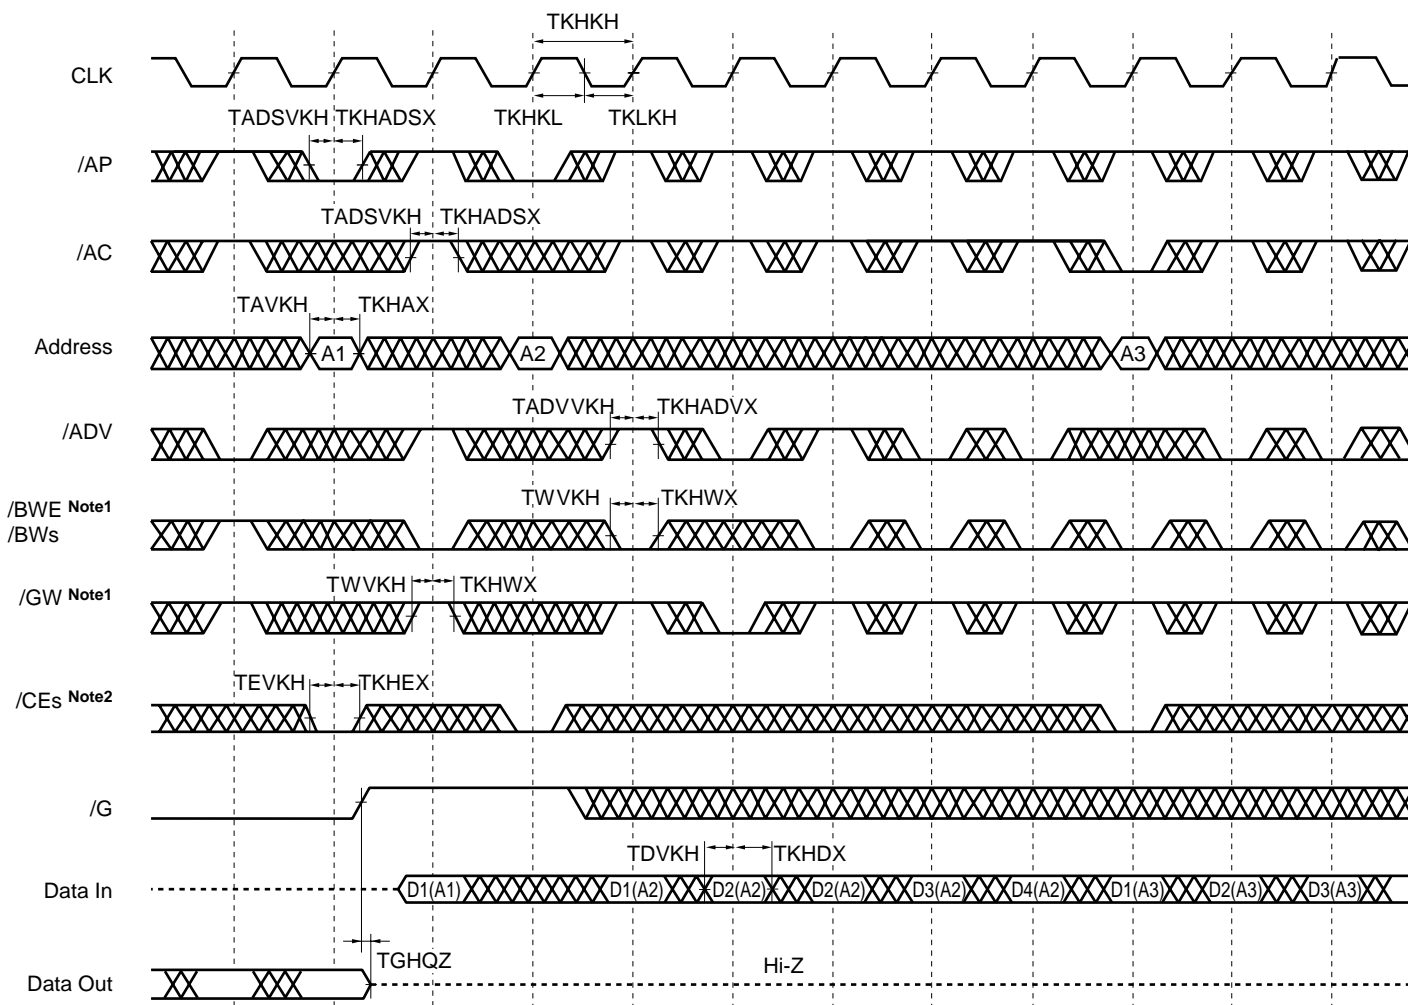 TKHKH
CLK
TADSVKH TKHADSX TKHKL TKLKH
/AP
TADSVKH TKHADSX
/AC
TAVKH TKHAX
Address A1 A2 A3
TADVVKH TKHADVX
/ADV
TWVKH TKHWX
/BWE Note1
/BWs
TWVKH TKHWX
/GW Note1
TEVKH TKHEX
/CEs Note2
/G
TDVKH TKHDX
Data In D1(A1) D1(A2) D2(A2) D2(A2) D3(A2) D4(A2) D1(A3) D2(A3) D3(A3)
TGHQZ Hi-Z
Data Out